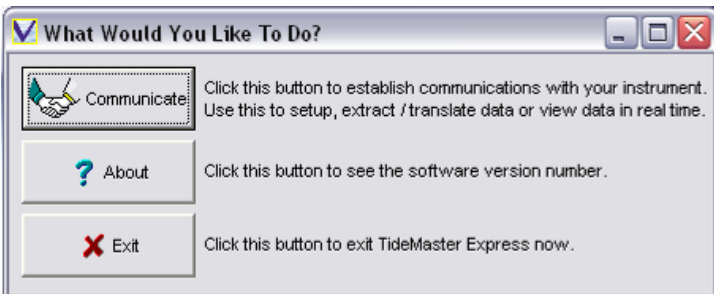 What Would You Like To Do?
Communicate
Click this button to establish communications with your instrument.
Use this to setup, extract / translate data or view data in real time.
About
Click this button to see the software version number.
Exit
Click this button to exit TideMaster Express now.